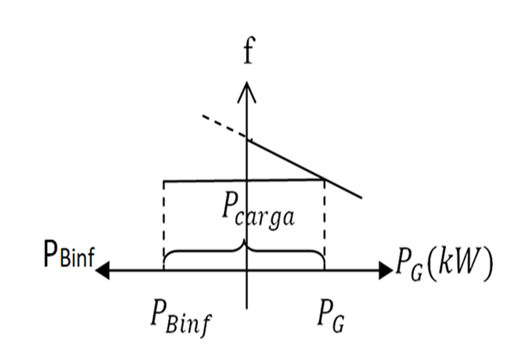 f
P_carga
P_Binf
P_G(kW)
P_Binf
P_G